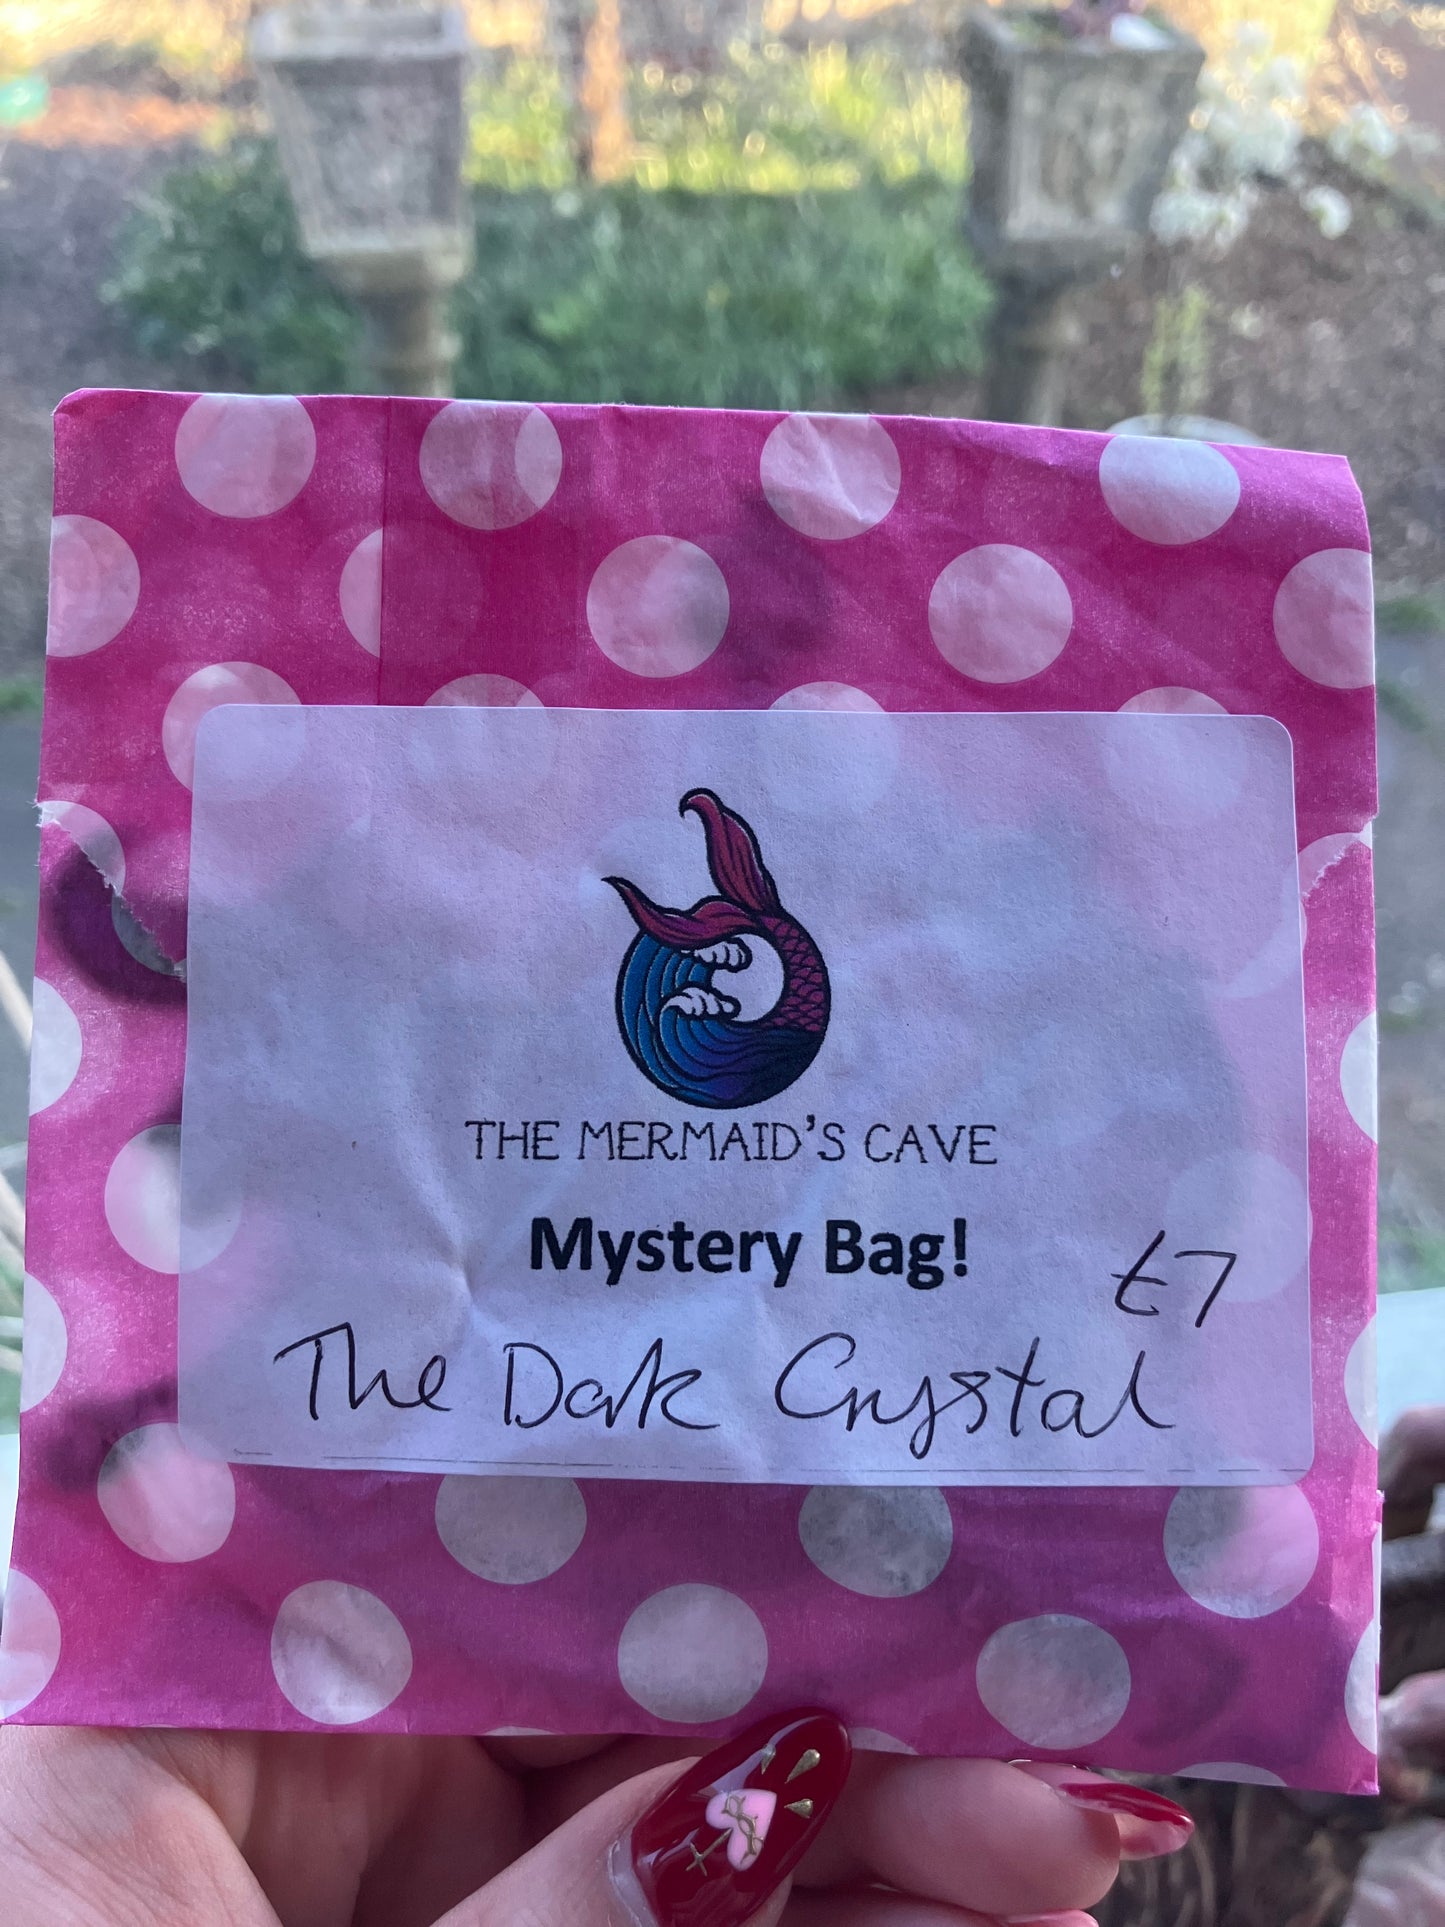 THE MERMAID'S CAVE
Mystery Bag!
£7
The Dark Crystal